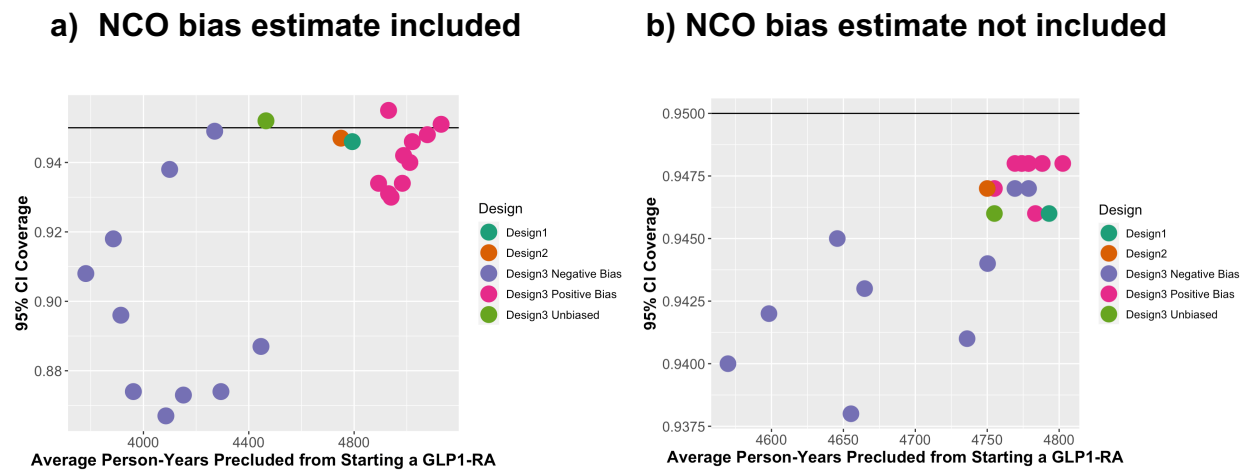 a) NCO bias estimate included
95% CI Coverage
0.94
0.92
0.90
0.88
4000 4400 4800
Average Person-Years Precluded from Starting a GLP1-RA
Design
Design1
Design2
Design3 Negative Bias
Design3 Positive Bias
Design3 Unbiased
b) NCO bias estimate not included
95% CI Coverage
0.9500
0.9475
0.9450
0.9425
0.9400
0.9375
4600 4650 4700 4750 4800
Average Person-Years Precluded from Starting a GLP1-RA
Design
Design1
Design2
Design3 Negative Bias
Design3 Positive Bias
Design3 Unbiased